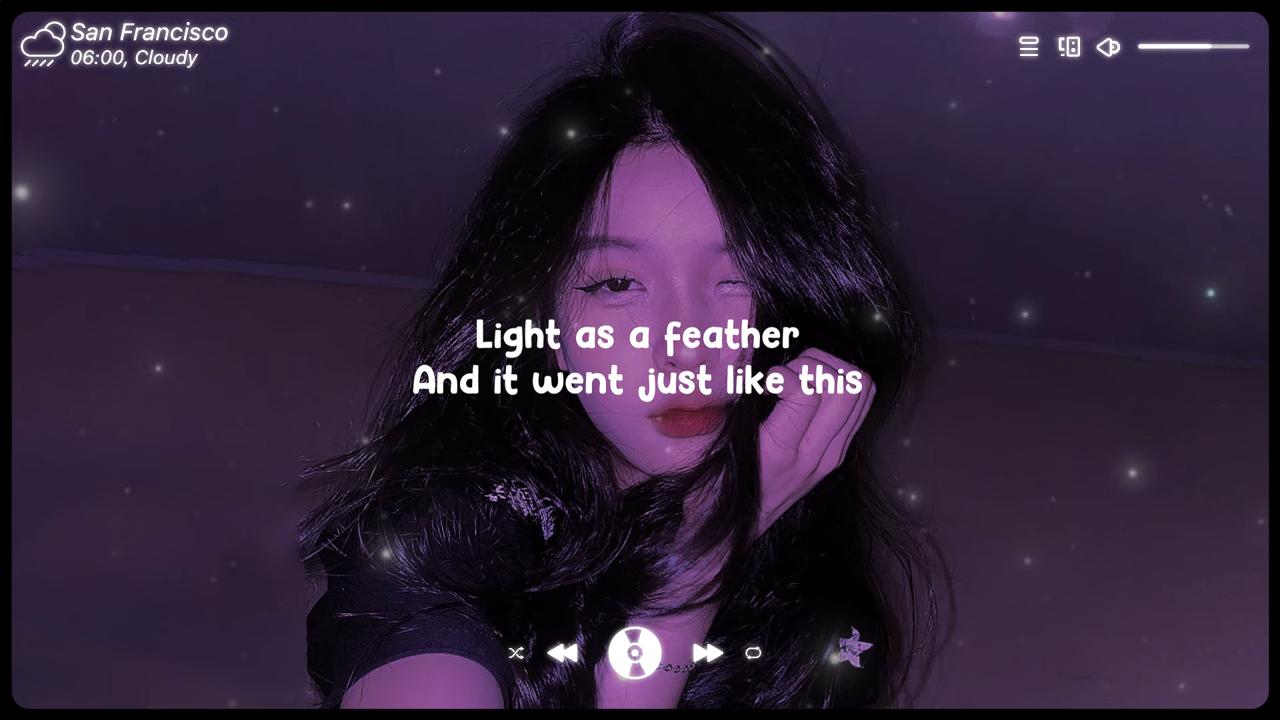 San Francisco
06:00, Cloudy
Light as a feather
And it went just like this